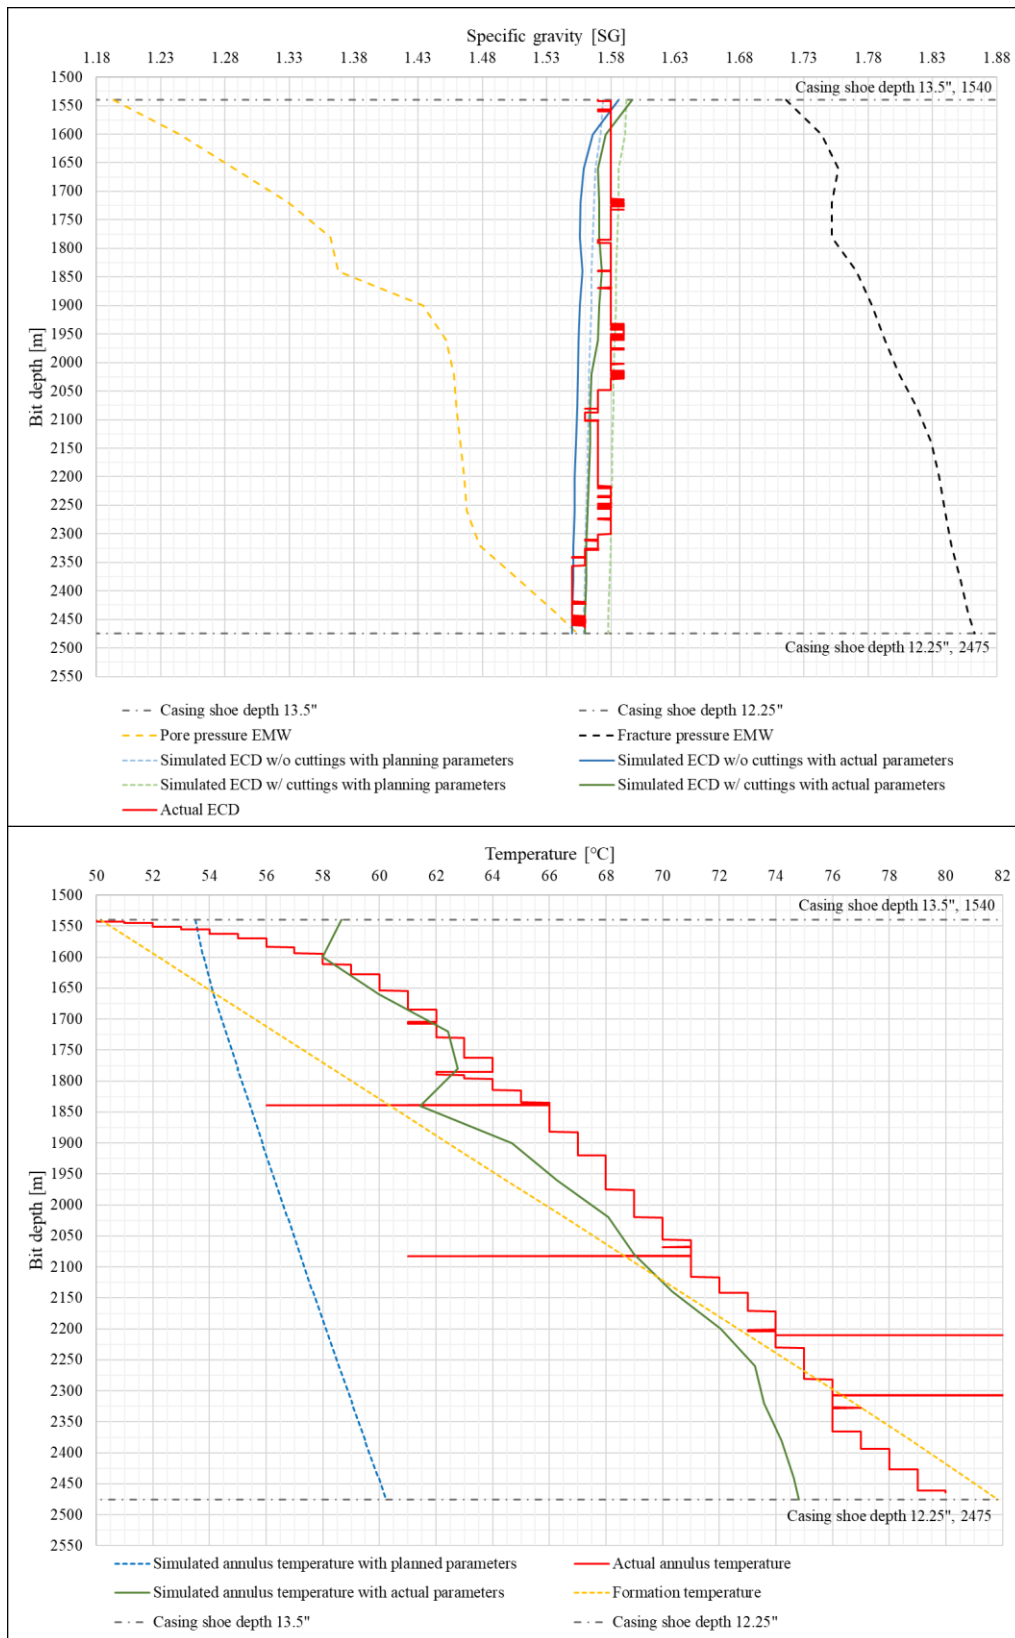 Specific gravity [SG]
1.18 1.23 1.28 1.33 1.38 1.43 1.48 1.53 1.58 1.63 1.68 1.73 1.78 1.83 1.88
1500
Casing shoe depth 13.5", 1540
1550
1600
1650
1700
1750
1800
1850
1900
1950
2000
2050
2100
2150
2200
2250
2300
2350
2400
2450
2500
2550
Bit depth [m]
Casing shoe depth 12.25", 2475
Casing shoe depth 13.5" Casing shoe depth 12.25"
Pore pressure EMW Fracture pressure EMW
Simulated ECD w/o cuttings with planning parameters Simulated ECD w/o cuttings with actual parameters
Simulated ECD w/ cuttings with planning parameters Simulated ECD w/ cuttings with actual parameters
Actual ECD
Temperature [°C]
50 52 54 56 58 60 62 64 66 68 70 72 74 76 78 80 82
1500
Casing shoe depth 13.5", 1540
1550
1600
1650
1700
1750
1800
1850
1900
1950
2000
2050
2100
2150
2200
2250
2300
2350
2400
2450
2500
2550
Bit depth [m]
Casing shoe depth 12.25", 2475
Simulated annulus temperature with planned parameters Actual annulus temperature
Simulated annulus temperature with actual parameters Formation temperature
Casing shoe depth 13.5" Casing shoe depth 12.25"